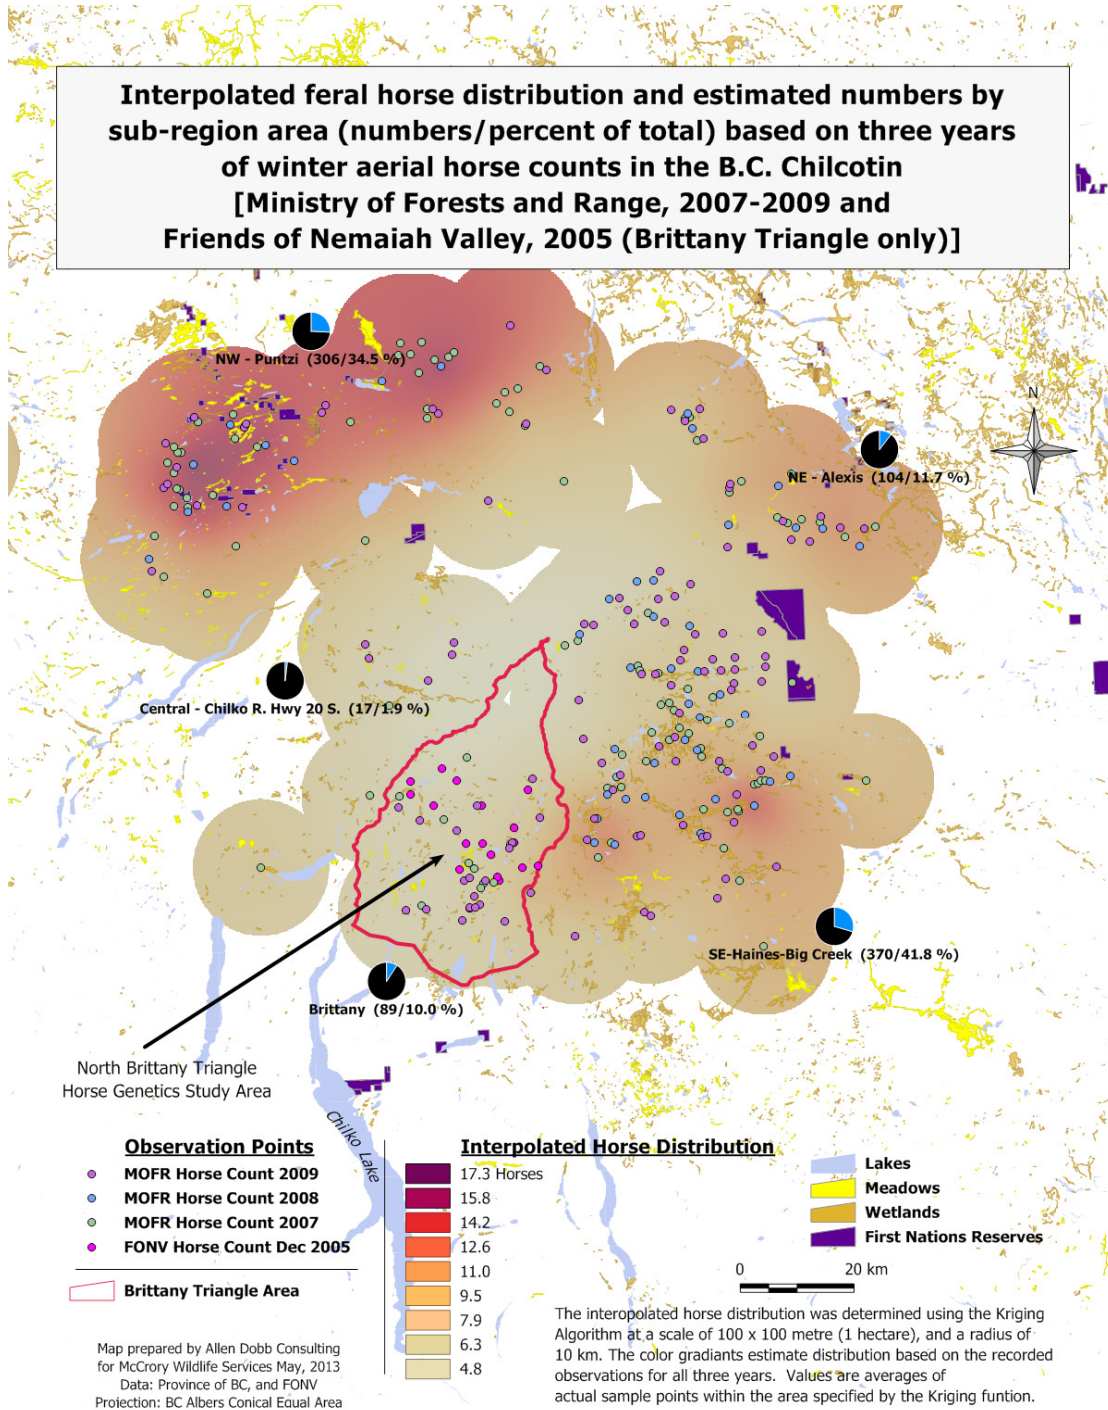 Interpolated feral horse distribution and estimated numbers by
sub-region area (numbers/percent of total) based on three years
of winter aerial horse counts in the B.C. Chilcotin
[Ministry of Forests and Range, 2007-2009 and
Friends of Nemaiah Valley, 2005 (Brittany Triangle only)]
NW - Puntzi (306/34.5 %)
N
NE - Alexis (104/11.7 %)
Central - Chilko R. Hwy 20 S. (17/1.9 %)
SE-Haines-Big Creek (370/41.8 %)
Brittany (89/10.0 %)
North Brittany Triangle
Horse Genetics Study Area
Chilko Lake
Observation Points
MOFR Horse Count 2009
MOFR Horse Count 2008
MOFR Horse Count 2007
FONV Horse Count Dec 2005
Brittany Triangle Area
Map prepared by Allen Dobb Consulting
for McCrory Wildlife Services May, 2013
Data: Province of BC, and FONV
Projection: BC Albers Conical Equal Area
Interpolated Horse Distribution
17.3 Horses
15.8
14.2
12.6
11.0
9.5
7.9
6.3
4.8
Lakes
Meadows
Wetlands
First Nations Reserves
0 20 km
The interopolated horse distribution was determined using the Kriging
Algorithm at a scale of 100 x 100 metre (1 hectare), and a radius of
10 km. The color gradiants estimate distribution based on the recorded
observations for all three years. Values are averages of
actual sample points within the area specified by the Kriging funtion.